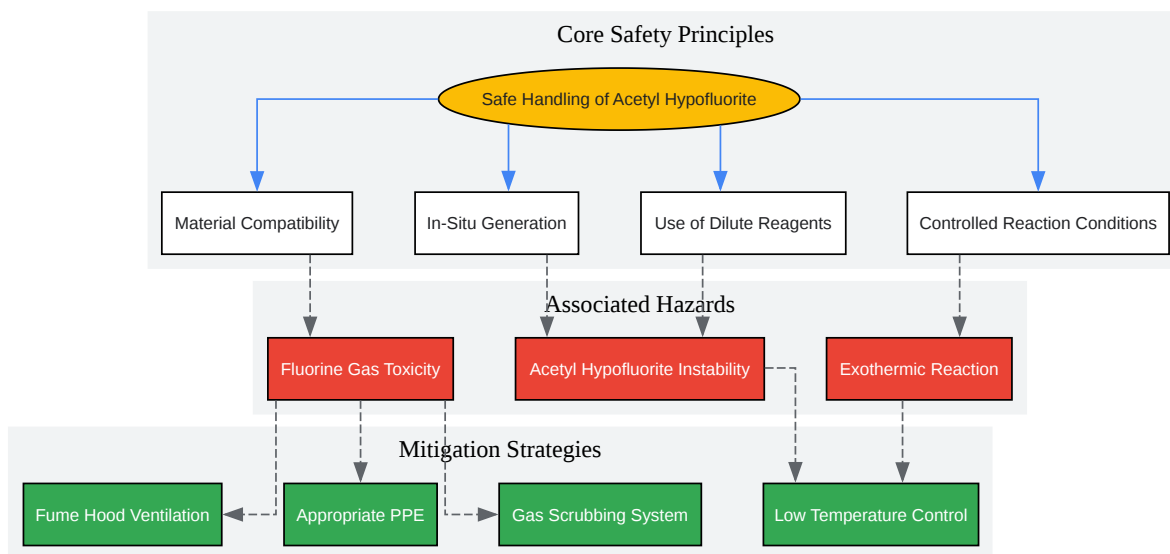 Core Safety Principles
Safe Handling of Acetyl Hypofluorite
Material Compatibility
In-Situ Generation
Use of Dilute Reagents
Controlled Reaction Conditions
Associated Hazards
Fluorine Gas Toxicity
Acetyl Hypofluorite Instability
Exothermic Reaction
Mitigation Strategies
Fume Hood Ventilation
Appropriate PPE
Gas Scrubbing System
Low Temperature Control